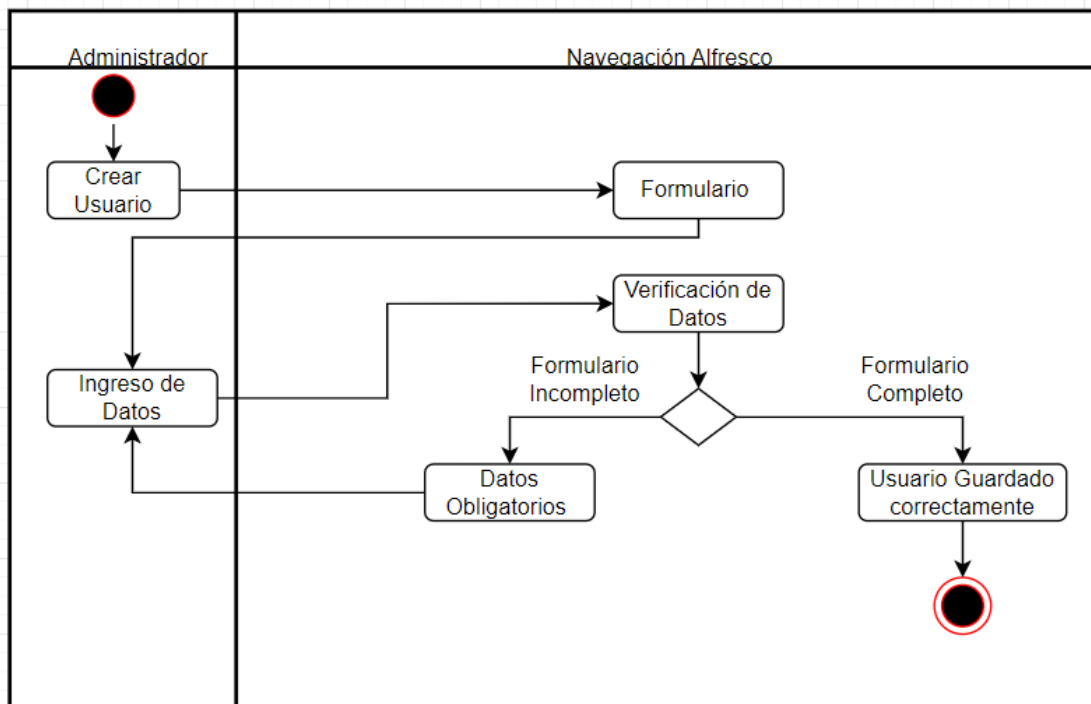 Administrador
Navegación Alfresco
Crear
Usuario
Formulario
Verificación de
Datos
Formulario
Incompleto
Formulario
Completo
Ingreso de
Datos
Datos
Obligatorios
Usuario Guardado
correctamente